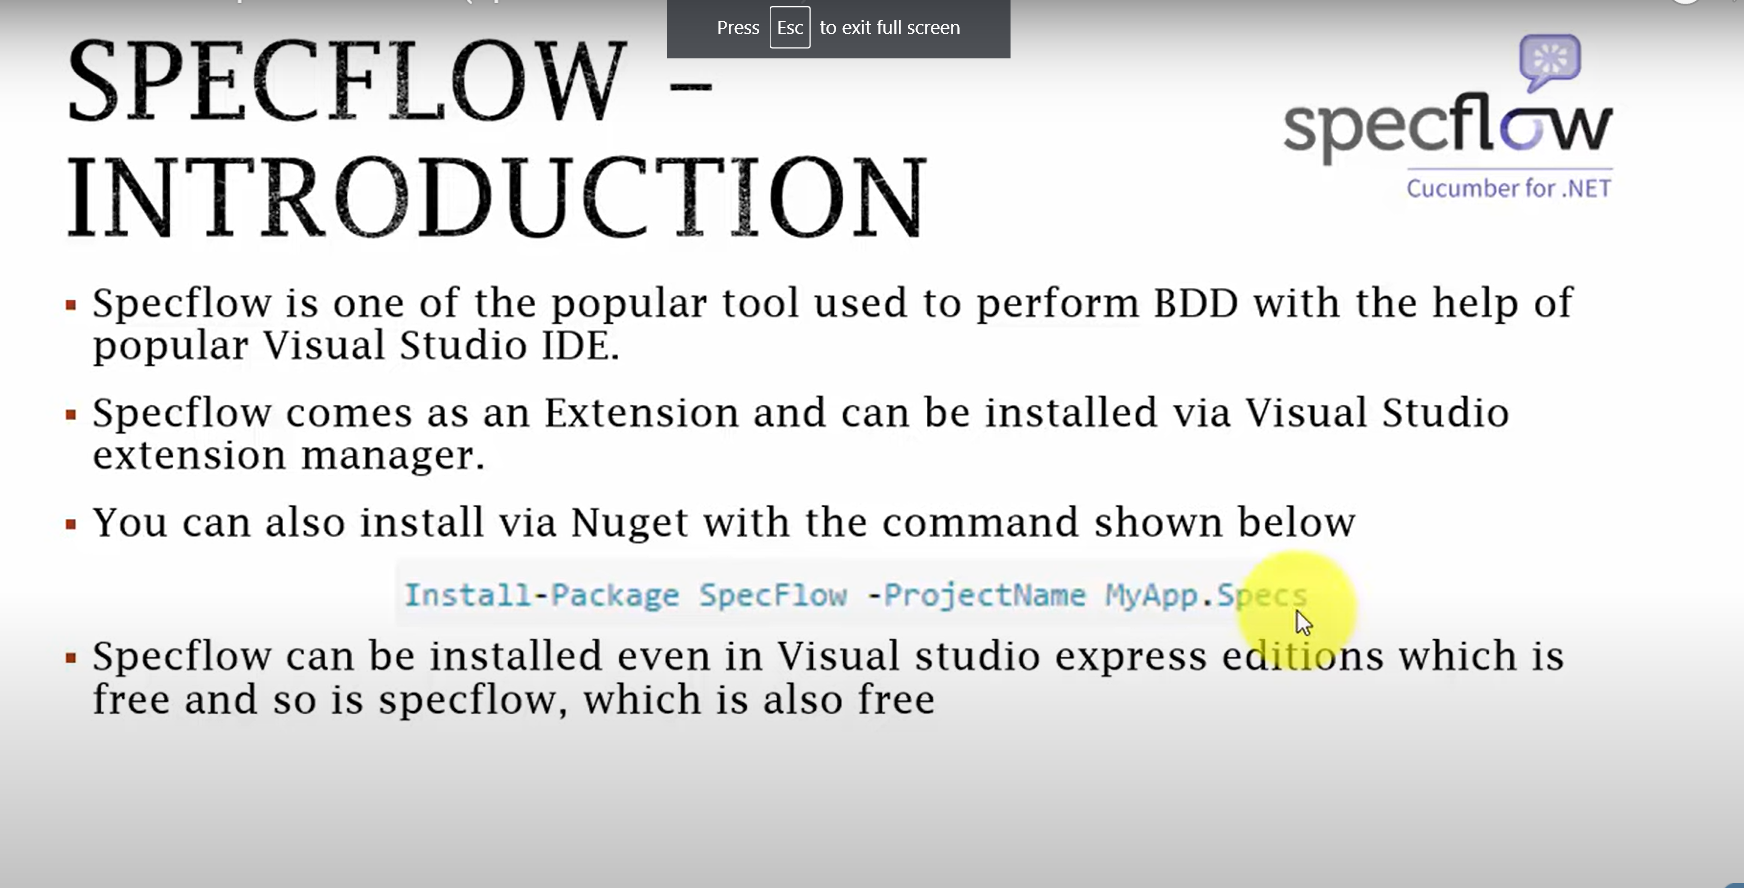 Press Esc to exit full screen
SPECFLOW –
INTRODUCTION
specflow
Cucumber for .NET
▪ Specflow is one of the popular tool used to perform BDD with the help of
popular Visual Studio IDE.
▪ Specflow comes as an Extension and can be installed via Visual Studio
extension manager.
▪ You can also install via Nuget with the command shown below
Install-Package SpecFlow -ProjectName MyApp.Specs
▪ Specflow can be installed even in Visual studio express editions which is
free and so is specflow, which is also free